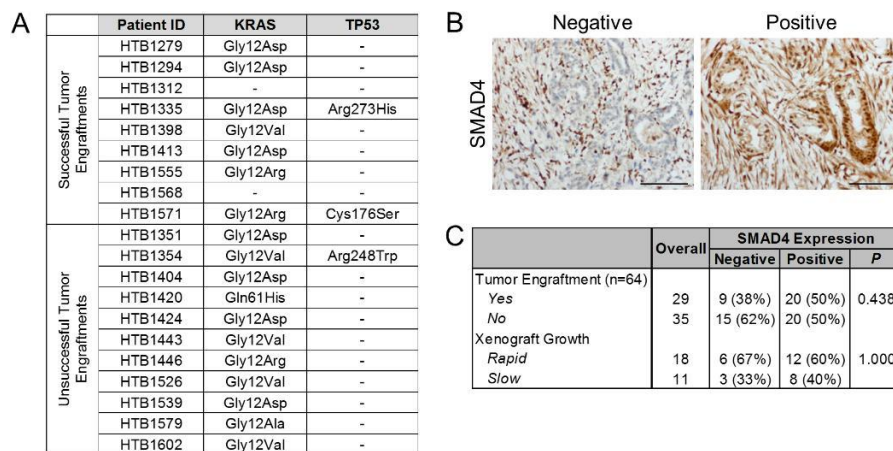 A
Patient ID KRAS TP53
Successful Tumor Engraftments
HTB1279 Gly12Asp -
HTB1294 Gly12Asp -
HTB1312 - -
HTB1335 Gly12Asp Arg273His
HTB1398 Gly12Val -
HTB1413 Gly12Asp -
HTB1555 Gly12Arg -
HTB1568 - -
HTB1571 Gly12Arg Cys176Ser
Unsuccessful Tumor Engraftments
HTB1351 Gly12Asp -
HTB1354 Gly12Val Arg248Trp
HTB1404 Gly12Asp -
HTB1420 Gln61His -
HTB1424 Gly12Asp -
HTB1443 Gly12Val -
HTB1446 Gly12Arg -
HTB1526 Gly12Val -
HTB1539 Gly12Asp -
HTB1579 Gly12Ala -
HTB1602 Gly12Val -
B
Negative Positive
SMAD4
C
Overall SMAD4 Expression
Negative Positive P
Tumor Engraftment (n=64)
Yes 29 9 (38%) 20 (50%) 0.438
No 35 15 (62%) 20 (50%)
Xenograft Growth
Rapid 18 6 (67%) 12 (60%) 1.000
Slow 11 3 (33%) 8 (40%)